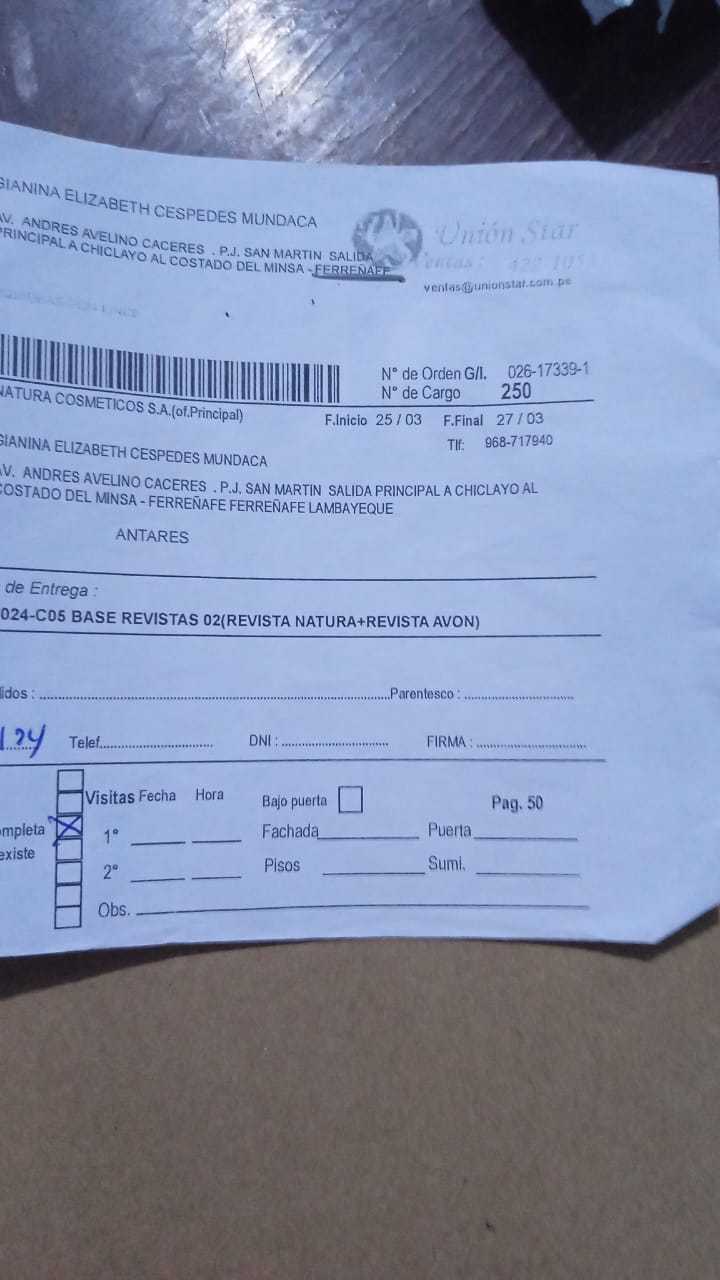 GIANINA ELIZABETH CESPEDES MUNDACA
AV. ANDRES AVELINO CACERES . P.J. SAN MARTIN SALIDA
PRINCIPAL A CHICLAYO AL COSTADO DEL MINSA - FERREÑAFE
Unión Star
Ventas :
ventas@unionstar.com.pe
N° de Orden G/I. 026-17339-1
N° de Cargo 250
NATURA COSMETICOS S.A.(of.Principal)
F.Inicio 25 / 03 F.Final 27 / 03
Tlf: 968-717940
GIANINA ELIZABETH CESPEDES MUNDACA
AV. ANDRES AVELINO CACERES . P.J, SAN MARTIN SALIDA PRINCIPAL A CHICLAYO AL
COSTADO DEL MINSA - FERREÑAFE FERREÑAFE LAMBAYEQUE
ANTARES
de Entrega :
024-C05 BASE REVISTAS 02(REVISTA NATURA+REVISTA AVON)
lidos : Parentesco :
Telef. DNI : FIRMA :
Visitas Fecha Hora Bajo puerta Pag. 50
ompleta 1° Fachada Puerta
existe
2° Pisos Sumi.
Obs.